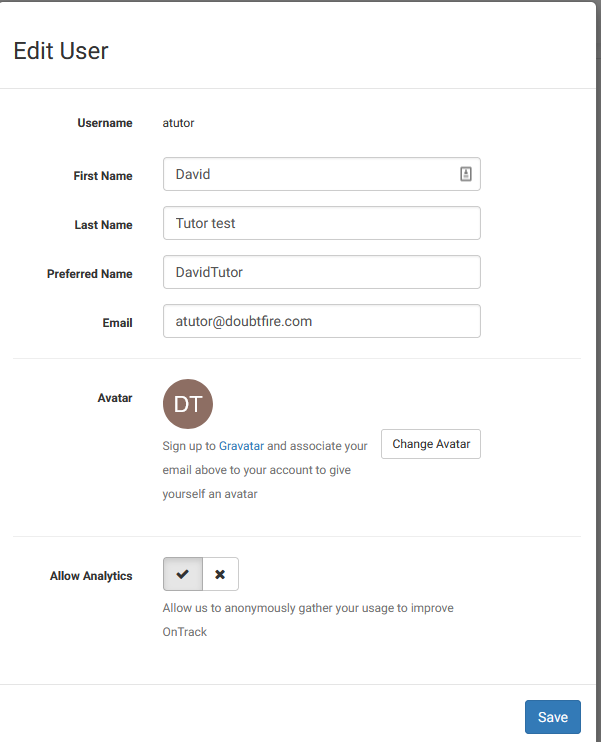 Edit User
Username atutor
First Name David
Last Name Tutor test
Preferred Name DavidTutor
Email atutor@doubtfire.com
Avatar
DT
Sign up to Gravatar and associate your
email above to your account to give
yourself an avatar
Change Avatar
Allow Analytics
Allow us to anonymously gather your usage to improve
OnTrack
Save